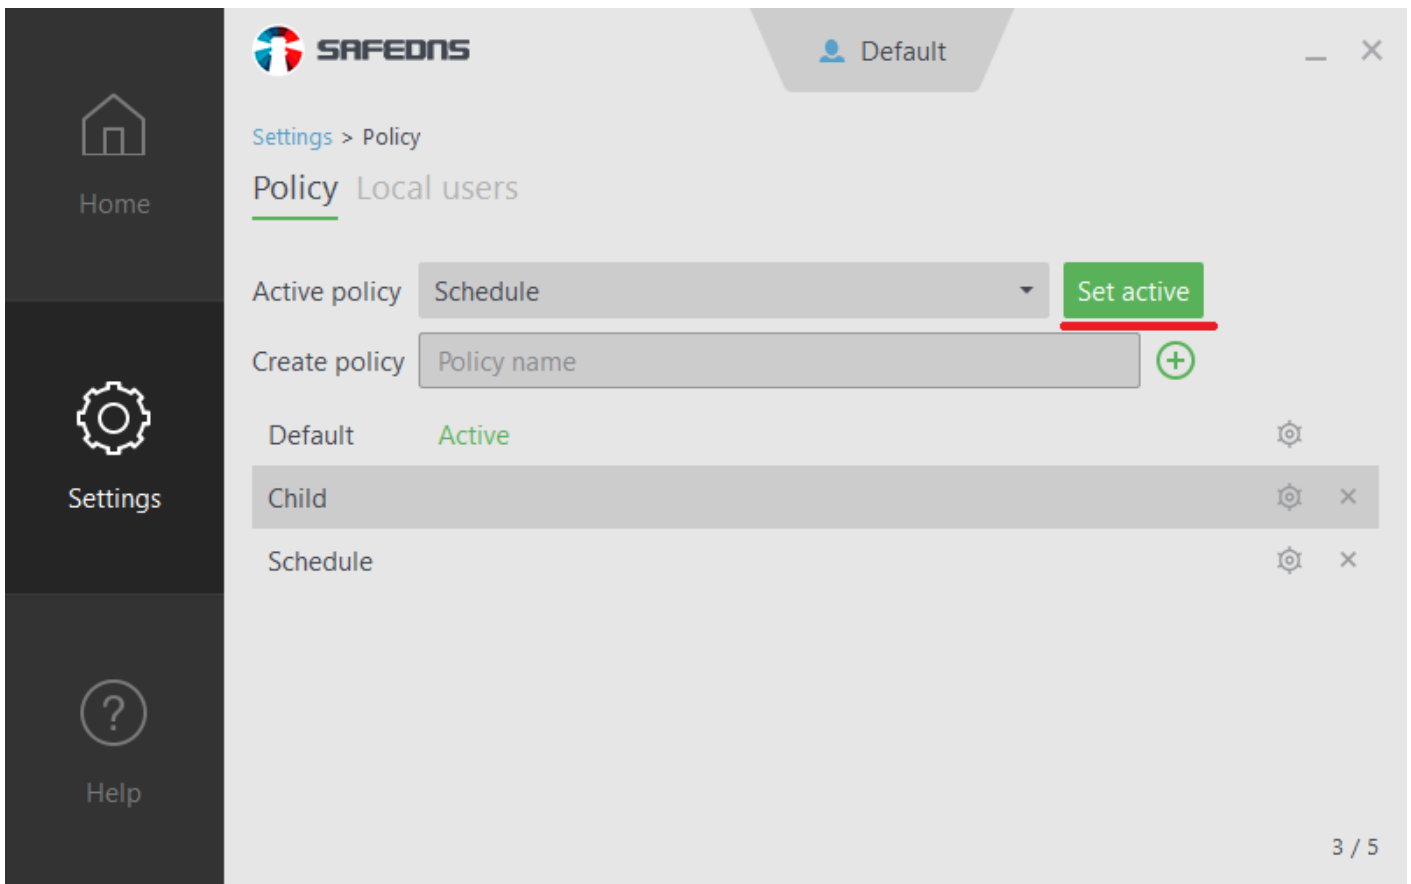 SAFEDNS
Default
Settings > Policy
Policy Local users
Active policy Schedule Set active
Create policy Policy name
Default Active
Child
Schedule
Home
Settings
Help
3 / 5